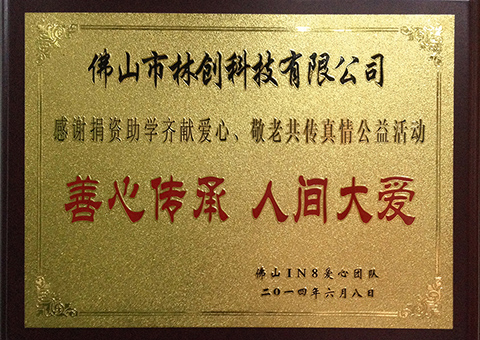 佛山市林创科技有限公司
感谢捐资助学齐献爱心、敬老共传真情公益活动
善心传承 人间大爱
佛山IN8爱心团队
二〇一四年六月八日